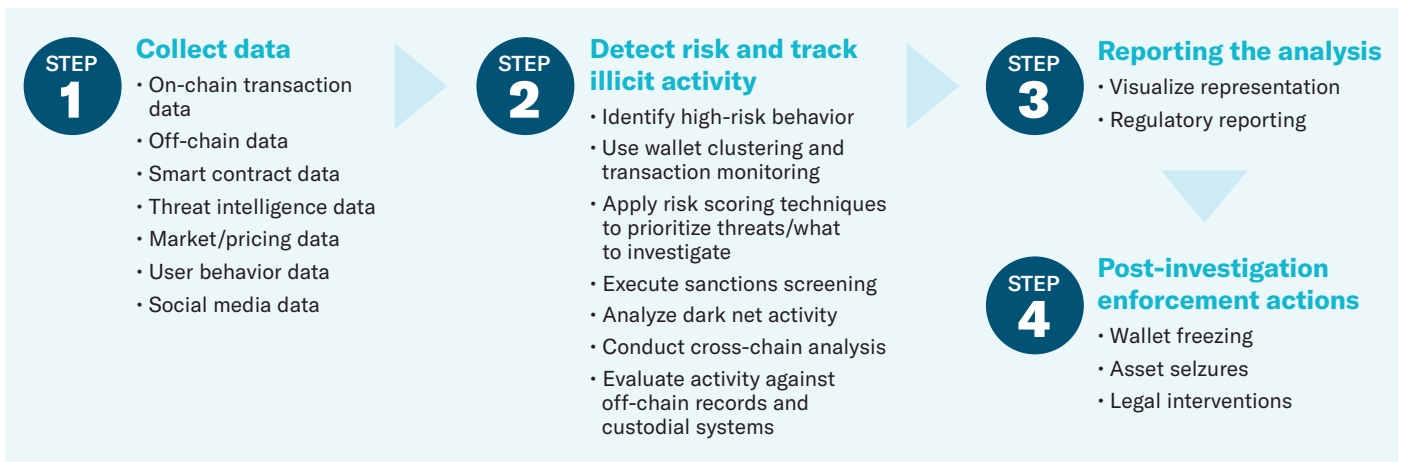 STEP
1
Collect data
· On-chain transaction
data
· Off-chain data
· Smart contract data
· Threat intelligence data
· Market/pricing data
· User behavior data
· Social media data
STEP
2
Detect risk and track
illicit activity
· Identify high-risk behavior
· Use wallet clustering and
transaction monitoring
· Apply risk scoring techniques
to prioritize threats/what
to investigate
· Execute sanctions screening
· Analyze dark net activity
· Conduct cross-chain analysis
· Evaluate activity against
off-chain records and
custodial systems
STEP
3
Reporting the analysis
· Visualize representation
· Regulatory reporting
STEP
4
Post-investigation
enforcement actions
· Wallet freezing
· Asset selzures
· Legal interventions